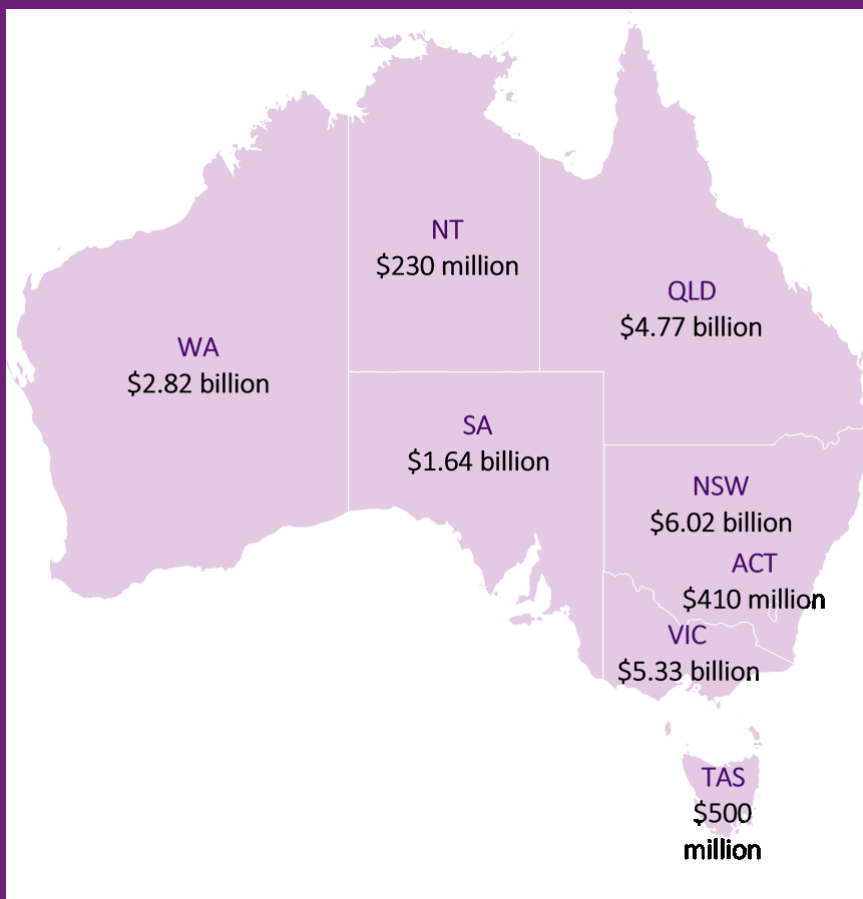 NT
$230 million
QLD
$4.77 billion
WA
$2.82 billion
SA
$1.64 billion
NSW
$6.02 billion
ACT
$410 million
VIC
$5.33 billion
TAS
$500
million